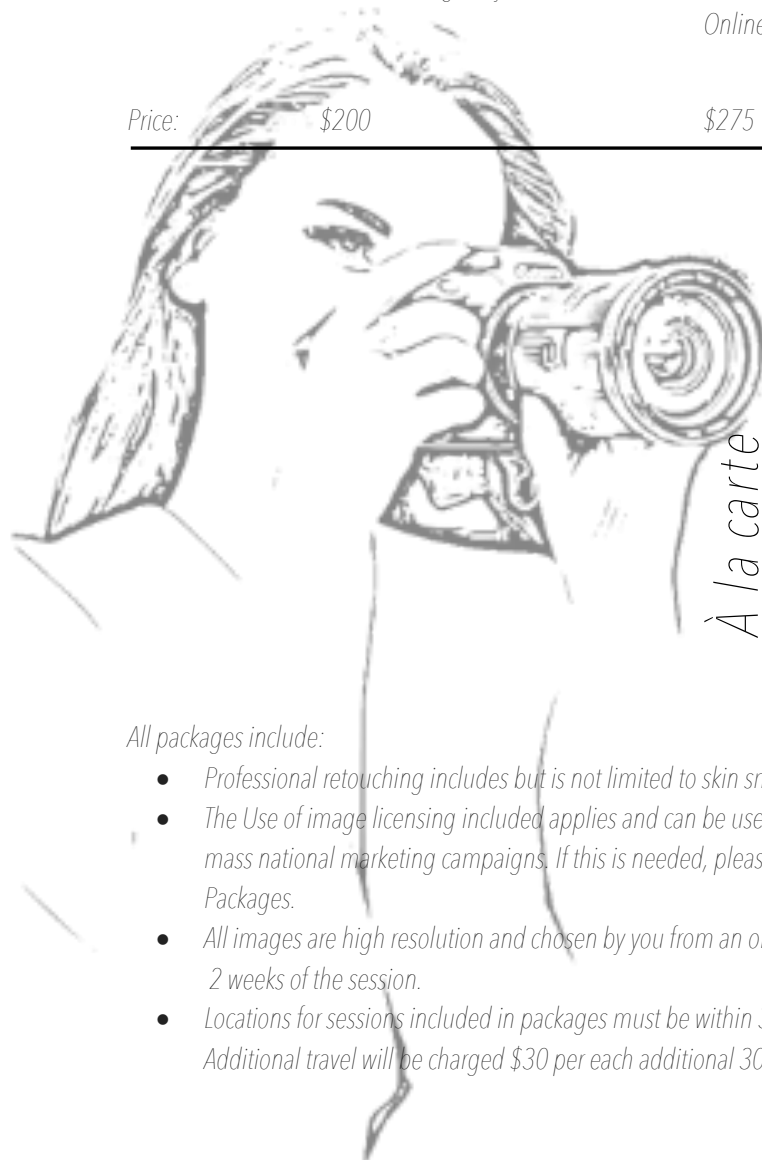 Online
Price: $200 $275
À la carte
All packages include:
• Professional retouching includes but is not limited to skin
• The Use of image licensing included applies and can be
mass national marketing campaigns. If this is needed,
Packages.
• All images are high resolution and chosen by you from an
2 weeks of the session.
• Locations for sessions included in packages must be within
Additional travel will be charged $30 per each additional 30